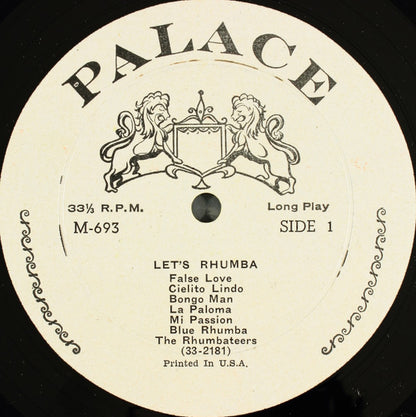 PALACE
33⅓ R.P.M. Long Play
M-693 SIDE 1
LET'S RHUMBA
False Love
Cielito Lindo
Bongo Man
La Paloma
Mi Passion
Blue Rhumba
The Rhumbateers
(33-2181)
Printed In U.S.A.